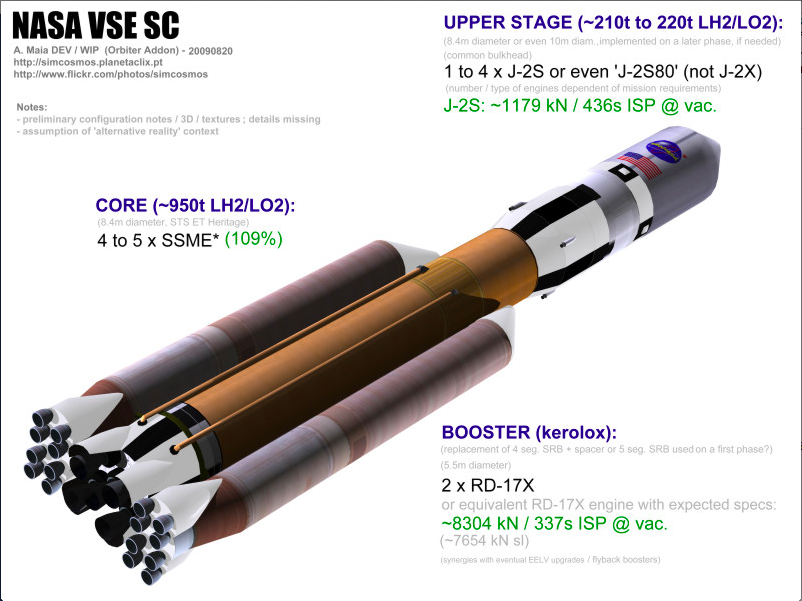 NASA VSE SC
A. Maia DEV / WIP (Orbiter Addon) - 20090820
http://simcosmos.planetaclix.pt
http://www.flickr.com/photos/simcosmos
Notes:
- preliminary configuration notes / 3D / textures ; details missing
- assumption of 'alternative reality' context
UPPER STAGE (~210t to 220t LH2/LO2):
(8.4m diameter or even 10m diam.,implemented on a later phase, if needed)
(common bulkhead)
1 to 4 x J-2S or even 'J-2S80' (not J-2X)
(number / type of engines dependent of mission requirements)
J-2S: ~1179 kN / 436s ISP @ vac.
CORE (~950t LH2/LO2):
(8.4m diameter, STS ET Heritage)
4 to 5 x SSME* (109%)
BOOSTER (kerolox):
(replacement of 4 seg. SRB + spacer or 5 seg. SRB used on a first phase?)
(5.5m diameter)
2 x RD-17X
or equivalent RD-17X engine with expected specs:
~8304 kN / 337s ISP @ vac.
(~7654 kN sl)
(synergies with eventual EELV upgrades / flyback boosters)